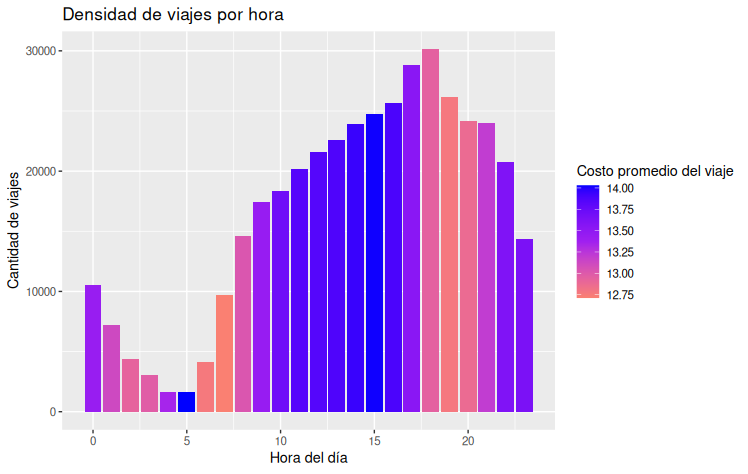 Densidad de viajes por hora
30000
20000
10000
0
Cantidad de viajes
0 5 10 15 20
Hora del día
Costo promedio del viaje
14.00
13.75
13.50
13.25
13.00
12.75